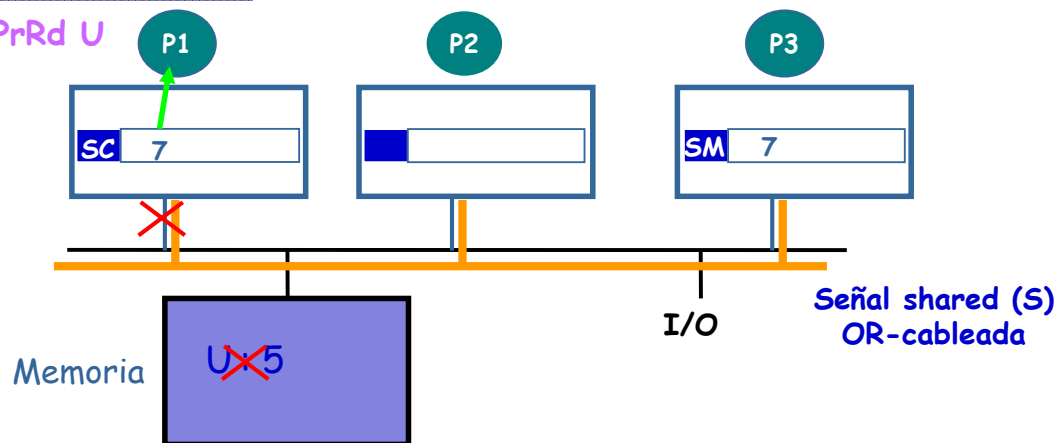 PrRd U
P1
P2
P3
SC 7
SM 7
Señal shared (S)
OR-cableada
I/O
Memoria
U: 5